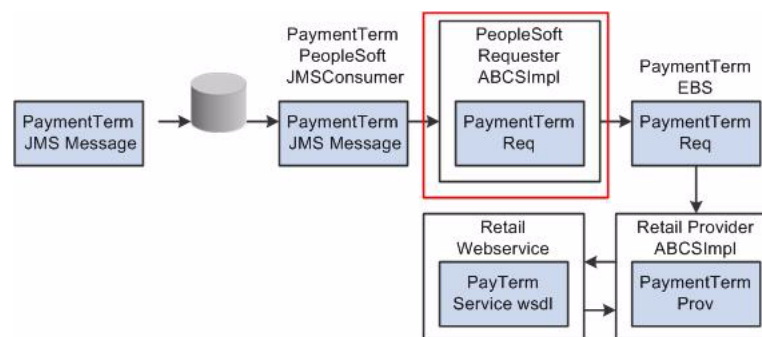 PaymentTerm
PeopleSoft
JMSConsumer
PeopleSoft
Requester
ABCSImpl
PaymentTerm
EBS
PaymentTerm
JMS Message
PaymentTerm
JMS Message
PaymentTerm
Req
PaymentTerm
Req
Retail
Webservice
Retail Provider
ABCSImpl
PayTerm
Service wsdl
PaymentTerm
Prov